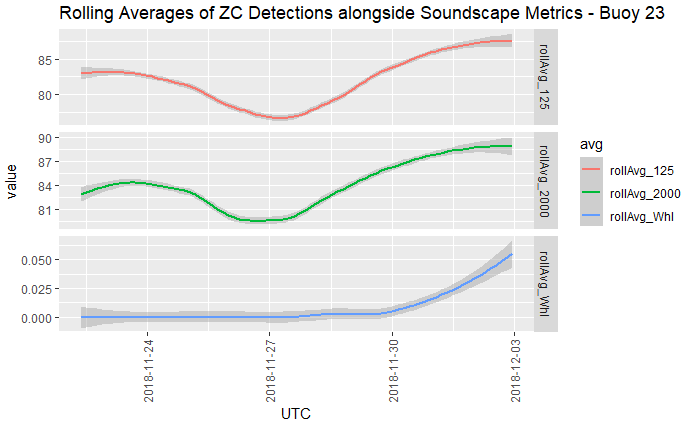 Rolling Averages of ZC Detections alongside Soundscape Metrics - Buoy 23
85
80
rollAvg_125
90
87
84
81
rollAvg_2000
0.050
0.025
0.000
rollAvg_Whl
value
2018-11-24
2018-11-27
2018-11-30
2018-12-03
UTC
avg
rollAvg_125
rollAvg_2000
rollAvg_Whl